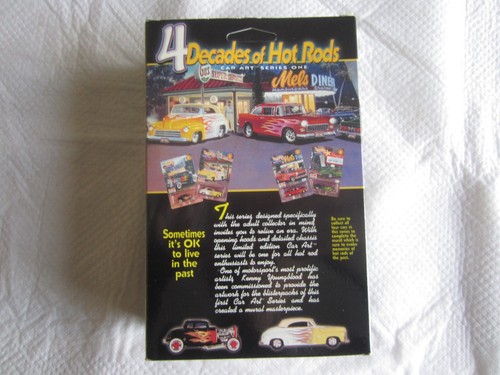 4 Decades of Hot Rods
CAR ART SERIES ONE
Mel's
DINER
Sometimes
it's OK
to live
in the
past
This series designed specifically
with the adult collector in mind,
invites you to relive an era. With
opening hoods and detailed chassis
this limited edition Car Art
series will be one for all hot rod
enthusiasts to enjoy.
One of motorsport's most prolific
artists, Kenny Youngblood has
been commissioned to provide the
artwork for the blisterpacks of this
first Car Art Series and has
created a mural masterpiece.
Be sure to
collect all
four cars in
this series to
complete the
mural which is
sure to make
memories of
hot rods of
the past.